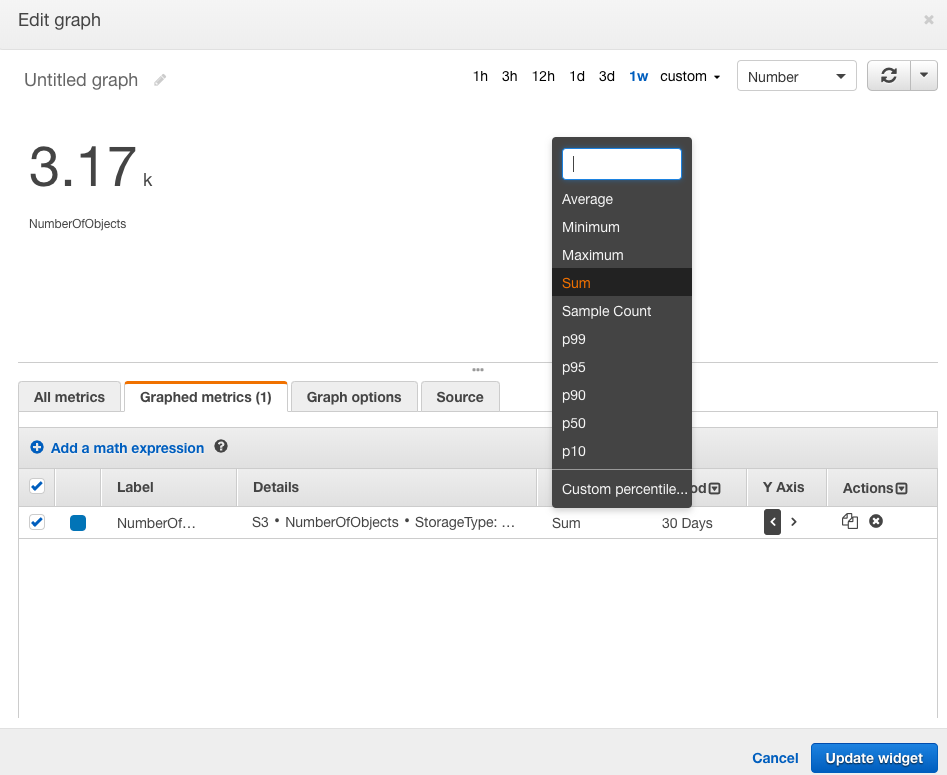 Edit graph
Untitled graph
1h 3h 12h 1d 3d 1w custom
Number
3.17 k
NumberOfObjects
Average
Minimum
Maximum
Sum
Sample Count
p99
p95
p90
p50
p10
Custom percentile...
All metrics
Graphed metrics (1)
Graph options
Source
Add a math expression
Label Details od Y Axis Actions
NumberOf… S3 • NumberOfObjects • StorageType: … Sum 30 Days
Cancel
Update widget